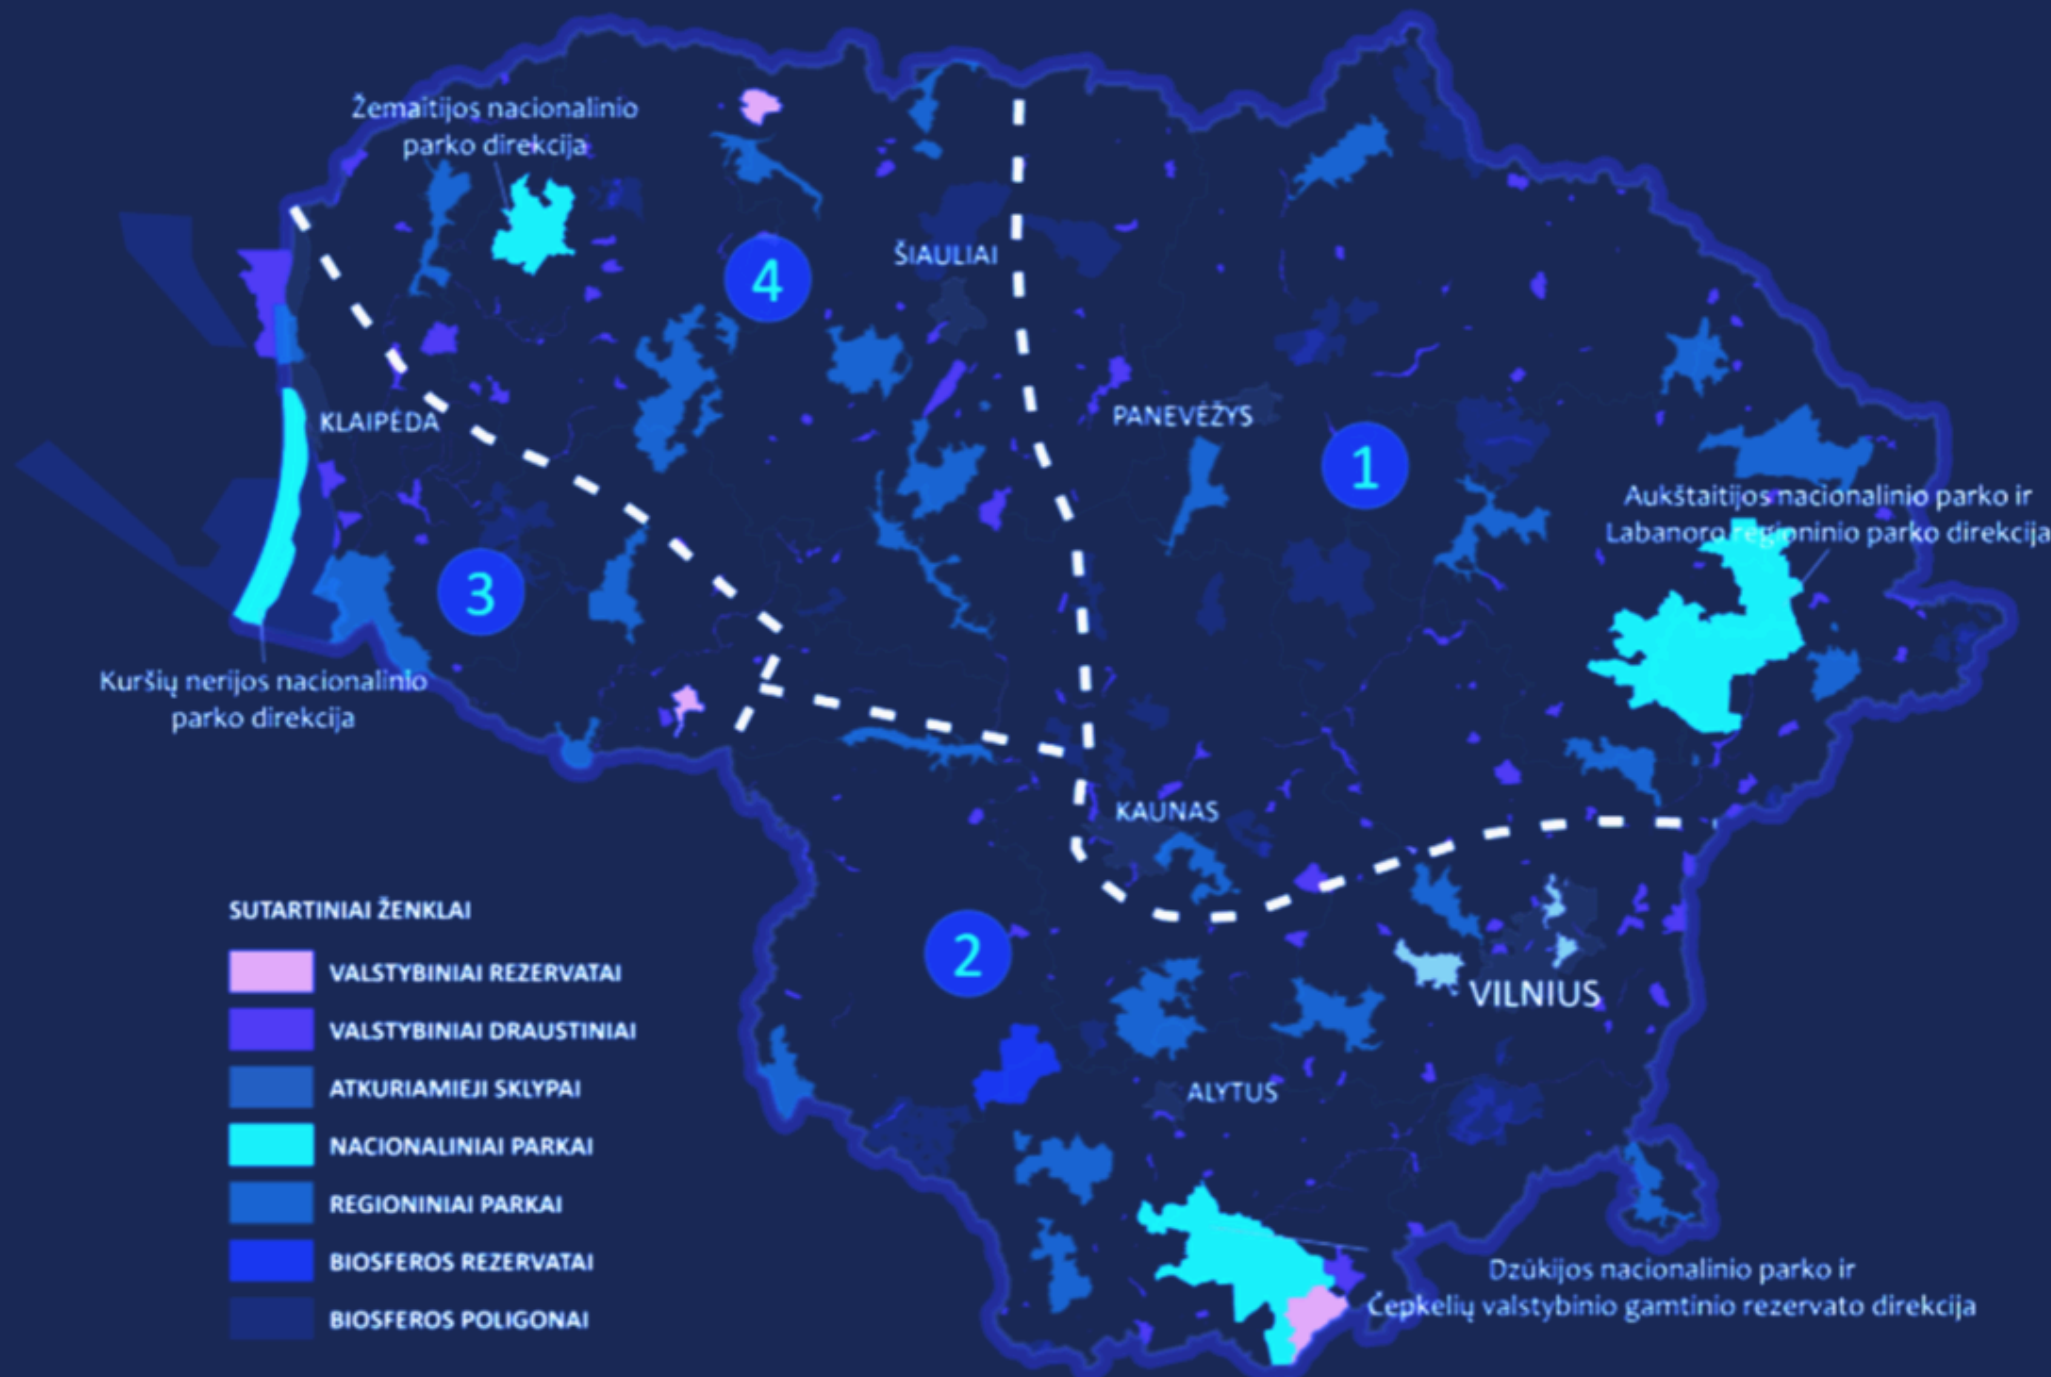 Žemaitijos nacionalinio
parko direkcija
4
ŠIAULIAI
KLAIPĖDA
PANEVĖŽYS
1
Aukštaitijos nacionalinio parko ir
Labanoro regioninio parko direkcija
3
Kuršių nerijos nacionalinio
parko direkcija
KAUNAS
2
VILNIUS
ALYTUS
Dzūkijos nacionalinio parko ir
Čepkelių valstybinio gamtinio rezervato direkcija
SUTARTINIAI ŽENKLAI
VALSTYBINIAI REZERVATAI
VALSTYBINIAI DRAUSTINIAI
ATKURIAMIEJI SKLYPAI
NACIONALINIAI PARKAI
REGIONINIAI PARKAI
BIOSFEROS REZERVATAI
BIOSFEROS POLIGONAI